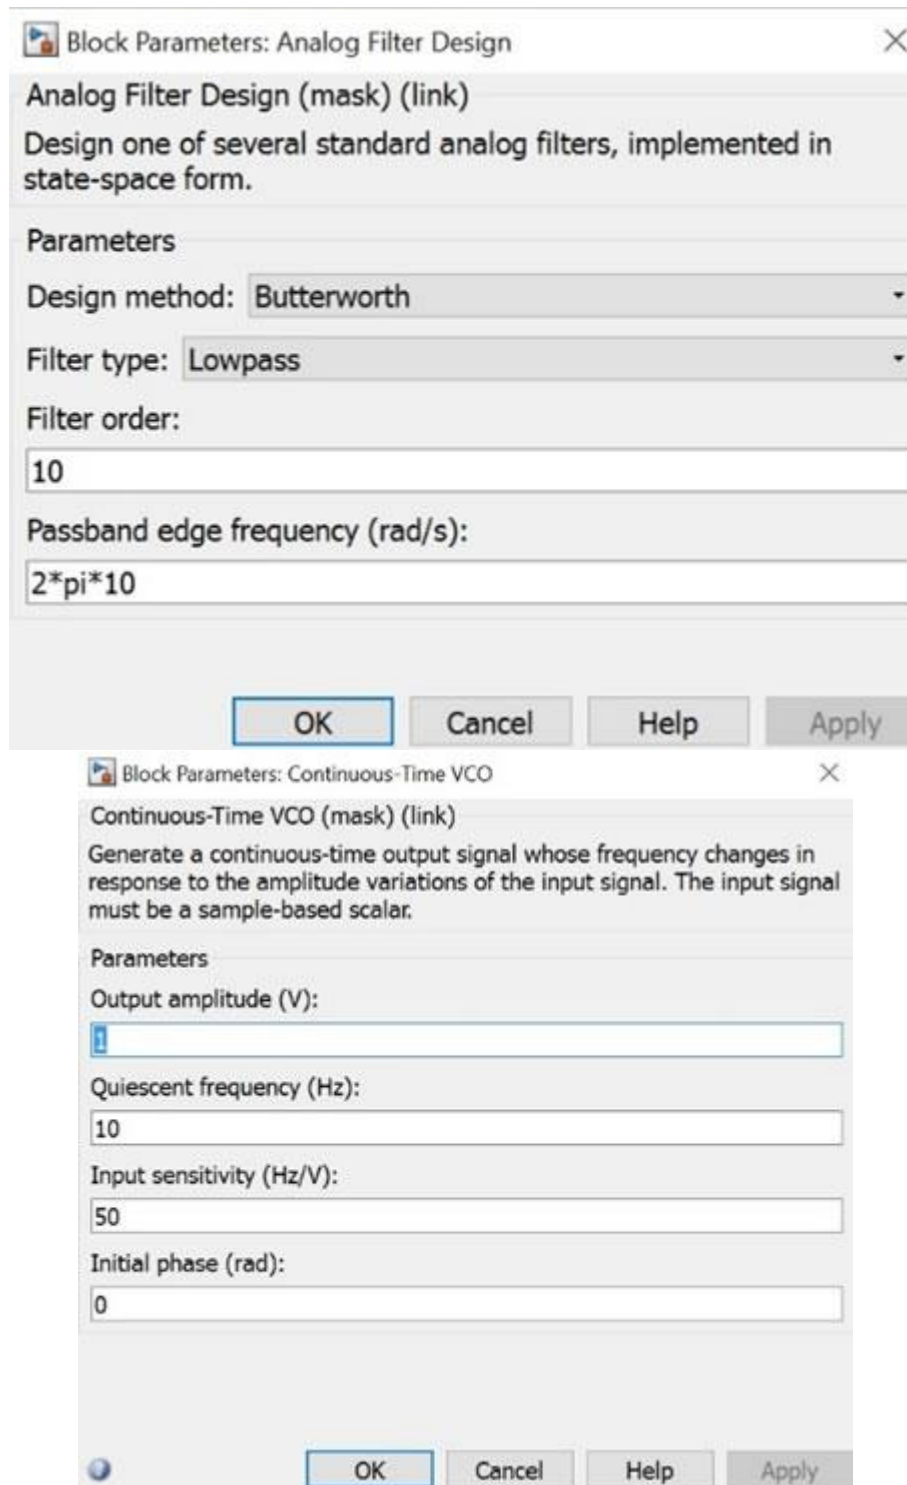 Block Parameters: Analog Filter Design
Analog Filter Design (mask) (link)
Design one of several standard analog filters, implemented in
state-space form.
Parameters
Design method: Butterworth
Filter type: Lowpass
Filter order:
10
Passband edge frequency (rad/s):
2*pi*10
OK Cancel Help Apply
Block Parameters: Continuous-Time VCO
Continuous-Time VCO (mask) (link)
Generate a continuous-time output signal whose frequency changes in
response to the amplitude variations of the input signal. The input signal
must be a sample-based scalar.
Parameters
Output amplitude (V):
1
Quiescent frequency (Hz):
10
Input sensitivity (Hz/V):
50
Initial phase (rad):
0
OK Cancel Help Apply